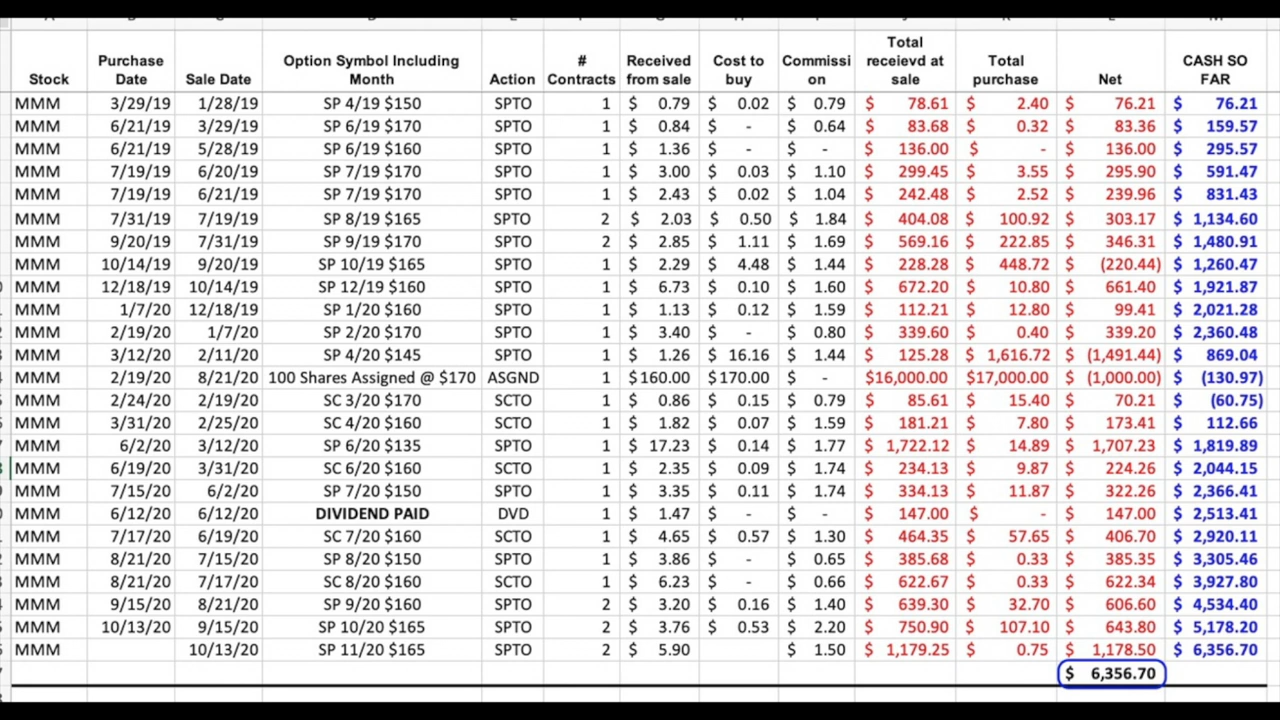 Stock Purchase Date Sale Date Option Symbol Including Month Action # Contracts Received from sale Cost to buy Commissi on Total receievd at sale Total purchase Net CASH SO FAR
MMM 3/29/19 1/28/19 SP 4/19 $150 SPTO 1 $ 0.79 $ 0.02 $ 0.79 $ 78.61 $ 2.40 $ 76.21 $ 76.21
MMM 6/21/19 3/29/19 SP 6/19 $170 SPTO 1 $ 0.84 $ - $ 0.64 $ 83.68 $ 0.32 $ 83.36 $ 159.57
MMM 6/21/19 5/28/19 SP 6/19 $160 SPTO 1 $ 1.36 $ - $ - $ 136.00 $ - $ 136.00 $ 295.57
MMM 7/19/19 6/20/19 SP 7/19 $170 SPTO 1 $ 3.00 $ 0.03 $ 1.10 $ 299.45 $ 3.55 $ 295.90 $ 591.47
MMM 7/19/19 6/21/19 SP 7/19 $170 SPTO 1 $ 2.43 $ 0.02 $ 1.04 $ 242.48 $ 2.52 $ 239.96 $ 831.43
MMM 7/31/19 7/19/19 SP 8/19 $165 SPTO 2 $ 2.03 $ 0.50 $ 1.84 $ 404.08 $ 100.92 $ 303.17 $ 1,134.60
MMM 9/20/19 7/31/19 SP 9/19 $170 SPTO 2 $ 2.85 $ 1.11 $ 1.69 $ 569.16 $ 222.85 $ 346.31 $ 1,480.91
MMM 10/14/19 9/20/19 SP 10/19 $165 SPTO 1 $ 2.29 $ 4.48 $ 1.44 $ 228.28 $ 448.72 $ (220.44) $ 1,260.47
MMM 12/18/19 10/14/19 SP 12/19 $160 SPTO 1 $ 6.73 $ 0.10 $ 1.60 $ 672.20 $ 10.80 $ 661.40 $ 1,921.87
MMM 1/7/20 12/18/19 SP 1/20 $160 SPTO 1 $ 1.13 $ 0.12 $ 1.59 $ 112.21 $ 12.80 $ 99.41 $ 2,021.28
MMM 2/19/20 1/7/20 SP 2/20 $170 SPTO 1 $ 3.40 $ - $ 0.80 $ 339.60 $ 0.40 $ 339.20 $ 2,360.48
MMM 3/12/20 2/11/20 SP 4/20 $145 SPTO 1 $ 1.26 $ 16.16 $ 1.44 $ 125.28 $ 1,616.72 $ (1,491.44) $ 869.04
MMM 2/19/20 8/21/20 100 Shares Assigned @ $170 ASGND 1 $160.00 $170.00 $ - $16,000.00 $17,000.00 $ (1,000.00) $ (130.97)
MMM 2/24/20 2/19/20 SC 3/20 $170 SCTO 1 $ 0.86 $ 0.15 $ 0.79 $ 85.61 $ 15.40 $ 70.21 $ (60.75)
MMM 3/31/20 2/25/20 SC 4/20 $160 SCTO 1 $ 1.82 $ 0.07 $ 1.59 $ 181.21 $ 7.80 $ 173.41 $ 112.66
MMM 6/2/20 3/12/20 SP 6/20 $135 SPTO 1 $ 17.23 $ 0.14 $ 1.77 $ 1,722.12 $ 14.89 $ 1,707.23 $ 1,819.89
MMM 6/19/20 3/31/20 SC 6/20 $160 SCTO 1 $ 2.35 $ 0.09 $ 1.74 $ 234.13 $ 9.87 $ 224.26 $ 2,044.15
MMM 7/15/20 6/2/20 SP 7/20 $150 SPTO 1 $ 3.35 $ 0.11 $ 1.74 $ 334.13 $ 11.87 $ 322.26 $ 2,366.41
MMM 6/12/20 6/12/20 DIVIDEND PAID DVD 1 $ 1.47 $ - $ - $ 147.00 $ - $ 147.00 $ 2,513.41
MMM 7/17/20 6/19/20 SC 7/20 $160 SCTO 1 $ 4.65 $ 0.57 $ 1.30 $ 464.35 $ 57.65 $ 406.70 $ 2,920.11
MMM 8/21/20 7/15/20 SP 8/20 $150 SPTO 1 $ 3.86 $ - $ 0.65 $ 385.68 $ 0.33 $ 385.35 $ 3,305.46
MMM 8/21/20 7/17/20 SC 8/20 $160 SCTO 1 $ 6.23 $ - $ 0.66 $ 622.67 $ 0.33 $ 622.34 $ 3,927.80
MMM 9/15/20 8/21/20 SP 9/20 $160 SPTO 2 $ 3.20 $ 0.16 $ 1.40 $ 639.30 $ 32.70 $ 606.60 $ 4,534.40
MMM 10/13/20 9/15/20 SP 10/20 $165 SPTO 2 $ 3.76 $ 0.53 $ 2.20 $ 750.90 $ 107.10 $ 643.80 $ 5,178.20
MMM 10/13/20 SP 11/20 $165 SPTO 2 $ 5.90 $ 1.50 $ 1,179.25 $ 0.75 $ 1,178.50 $ 6,356.70
$ 6,356.70